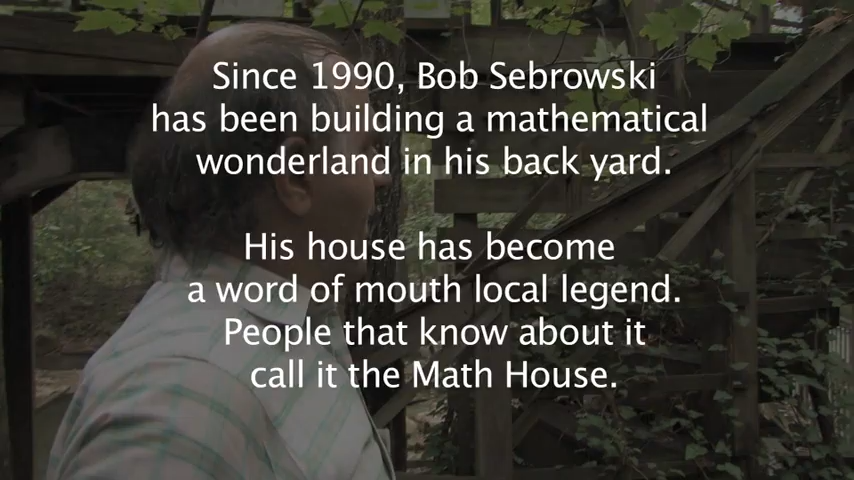 Since 1990, Bob Sebrowski
has been building a mathematical
wonderland in his back yard.
His house has become
a word of mouth local legend.
People that know about it
call it the Math House.